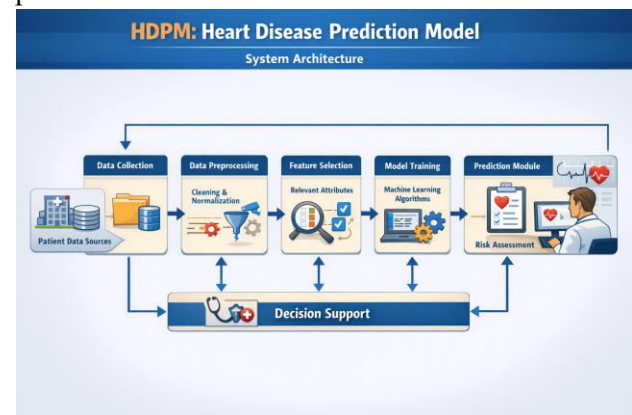 HDPM: Heart Disease Prediction Model
System Architecture
Data Collection
Data Preprocessing
Feature Selection
Model Training
Prediction Module
Cleaning &
Normalization
Relevant Attributes
Machine Learning
Algorithms
Patient Data Sources
Risk Assessment
Decision Support